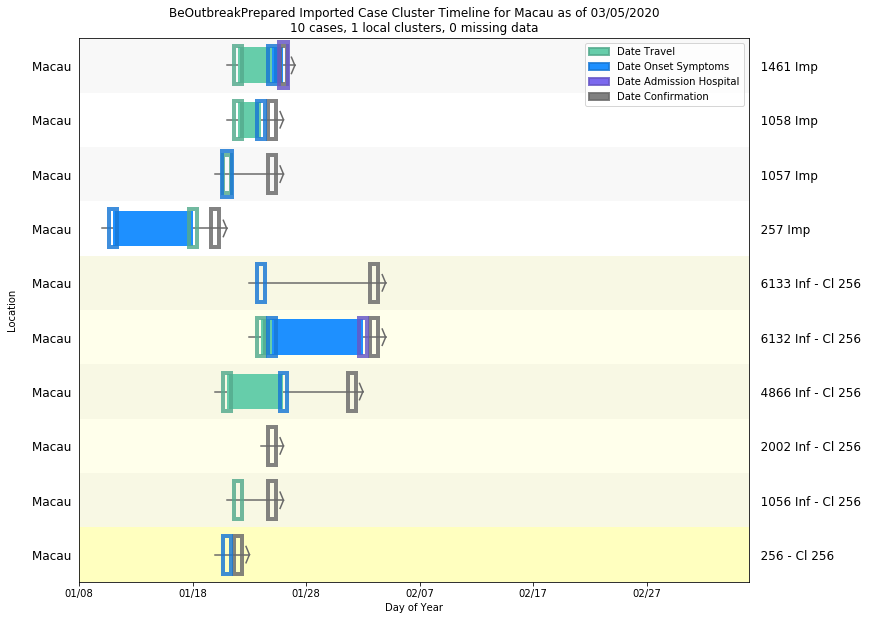 BeOutbreakPrepared Imported Case Cluster Timeline for Macau as of 03/05/2020
10 cases, 1 local clusters, 0 missing data
Date Travel
Date Onset Symptoms
Date Admission Hospital
Date Confirmation
Macau 1461 Imp
Macau 1058 Imp
Macau 1057 Imp
Macau 257 Imp
Macau 6133 Inf - Cl 256
Macau 6132 Inf - Cl 256
Macau 4866 Inf - Cl 256
Macau 2002 Inf - Cl 256
Macau 1056 Inf - Cl 256
Macau 256 - Cl 256
Location
01/08 01/18 01/28 02/07 02/17 02/27
Day of Year